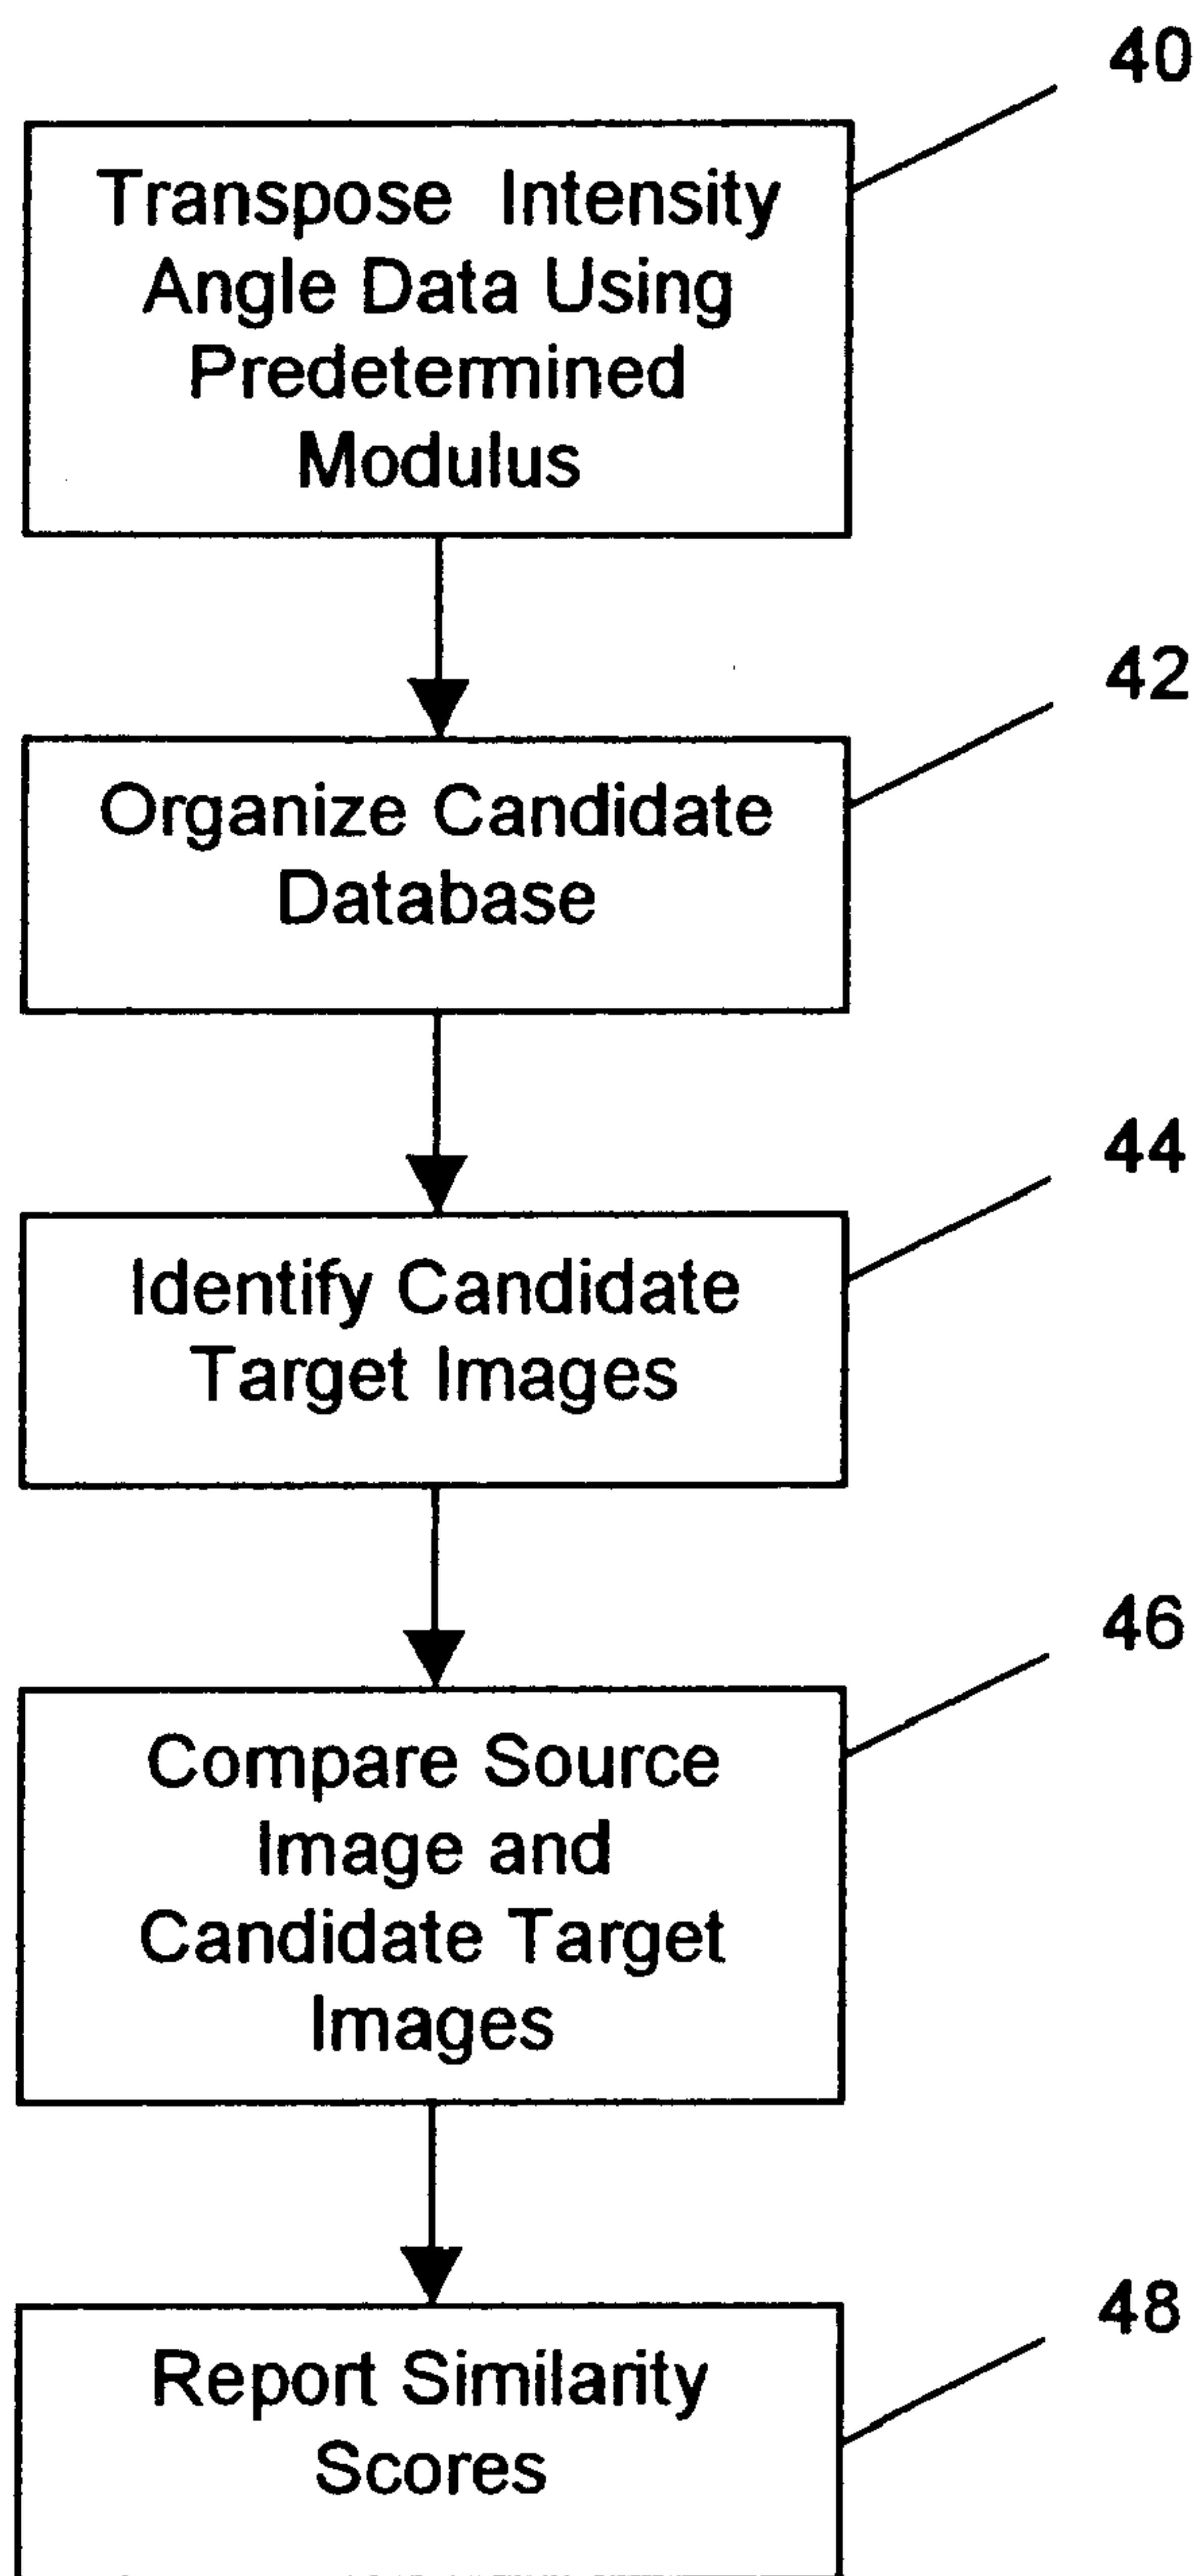 40
Transpose Intensity
Angle Data Using
Predetermined
Modulus
42
Organize Candidate
Database
44
Identify Candidate
Target Images
46
Compare Source
Image and
Candidate Target
Images
48
Report Similarity
Scores